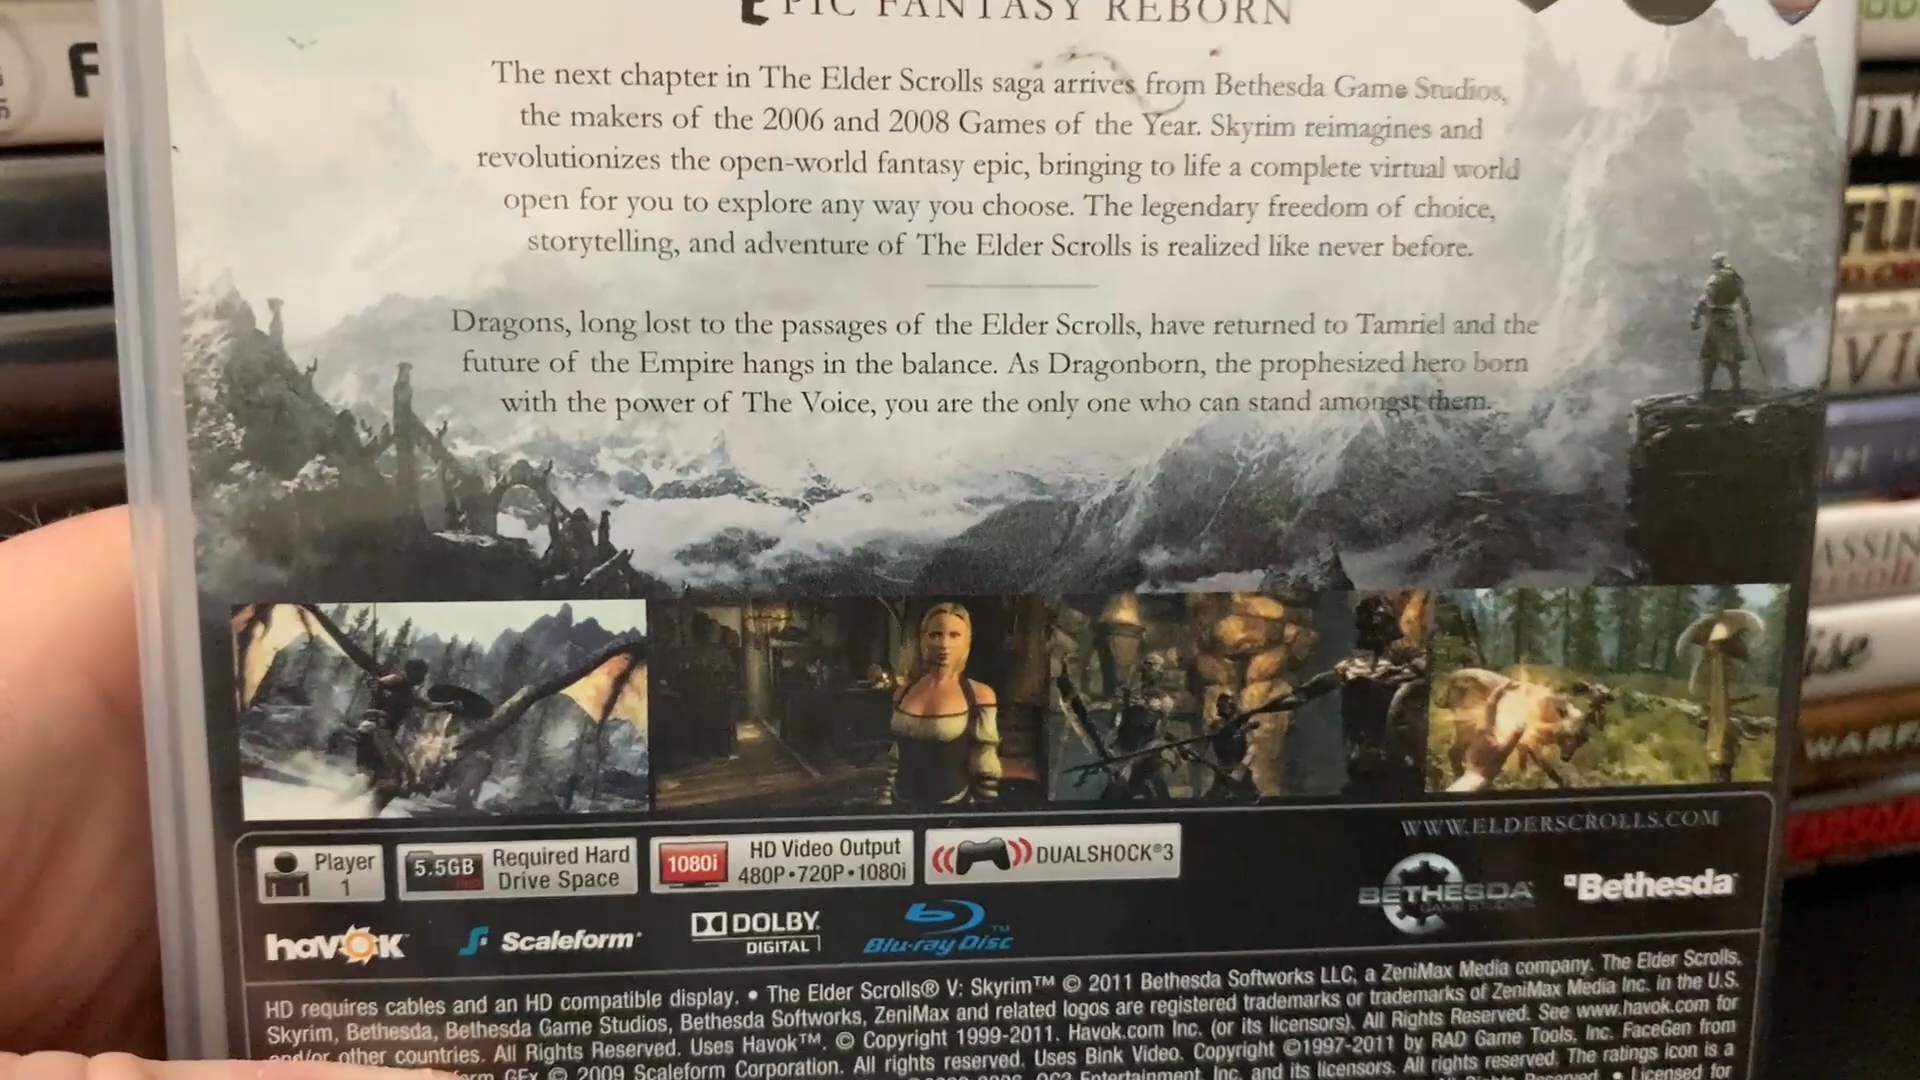 EPIC FANTASY REBORN
The next chapter in The Elder Scrolls saga arrives from Bethesda Game Studios,
the makers of the 2006 and 2008 Games of the Year. Skyrim reimagines and
revolutionizes the open-world fantasy epic, bringing to life a complete virtual world
open for you to explore any way you choose. The legendary freedom of choice,
storytelling, and adventure of The Elder Scrolls is realized like never before.
Dragons, long lost to the passages of the Elder Scrolls, have returned to Tamriel and the
future of the Empire hangs in the balance. As Dragonborn, the prophesized hero born
with the power of The Voice, you are the only one who can stand amongst them.
WWW.ELDERSCROLLS.COM
Player
1
5.5GB
Required Hard
Drive Space
1080i
HD Video Output
480P•720P•1080i
DUALSHOCK®3
BETHESDA
GAME STUDIOS
Bethesda
havok
Scaleform
DOLBY
DIGITAL
Blu-ray Disc
HD requires cables and an HD compatible display. • The Elder Scrolls® V: Skyrim™ © 2011 Bethesda Softworks LLC, a ZeniMax Media company. The Elder Scrolls,
Skyrim, Bethesda, Bethesda Game Studios, Bethesda Softworks, ZeniMax and related logos are registered trademarks or trademarks of ZeniMax Media Inc. in the U.S.
and/or other countries. All Rights Reserved. Uses Havok™. © Copyright 1999-2011. Havok.com Inc. (or its licensors). All Rights Reserved. See www.havok.com for
GFx © 2009 Scaleform Corporation. All rights reserved. Uses Bink Video. Copyright ©1997-2011 by RAD Game Tools, Inc. FaceGen from
Entertainment, Inc. and its licensors. All rights reserved. The ratings icon is a
• Licensed for